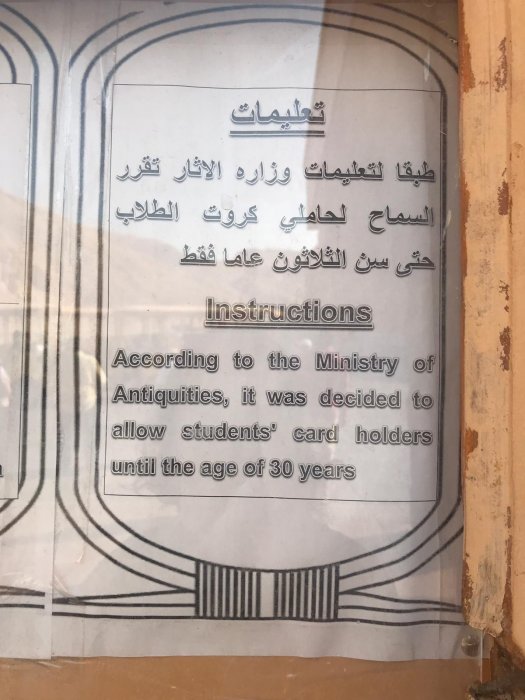 تعليمات
طبقا لتعليمات وزاره الاثار تقرر
السماح لحاملي كروت الطلاب
حتى سن الثلاثون عاما فقط
Instructions
According to the Ministry of
Antiquities, it was decided to
allow students' card holders
until the age of 30 years